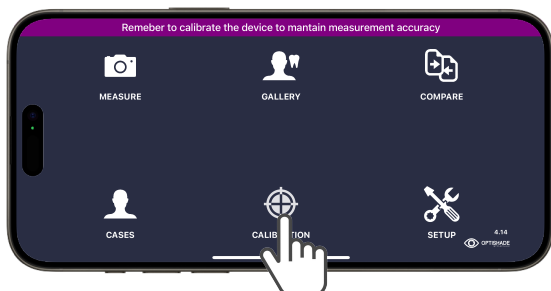 Remeber to calibrate the device to mantain measurement accuracy
MEASURE
GALLERY
COMPARE
CASES
SETUP
4.14
OPTISHADE